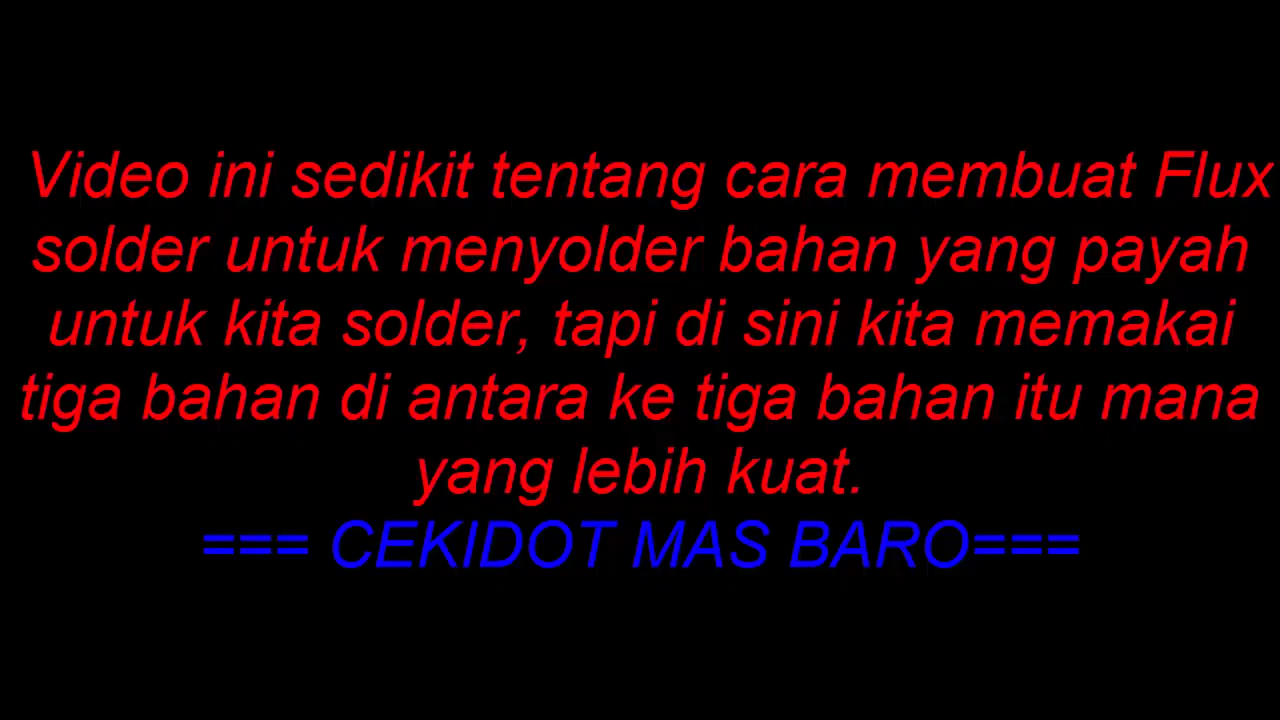 Video ini sedikit tentang cara membuat Flux
solder untuk menyolder bahan yang payah
untuk kita solder, tapi di sini kita memakai
tiga bahan di antara ke tiga bahan itu mana
yang lebih kuat.
=== CEKIDOT MAS BARO===